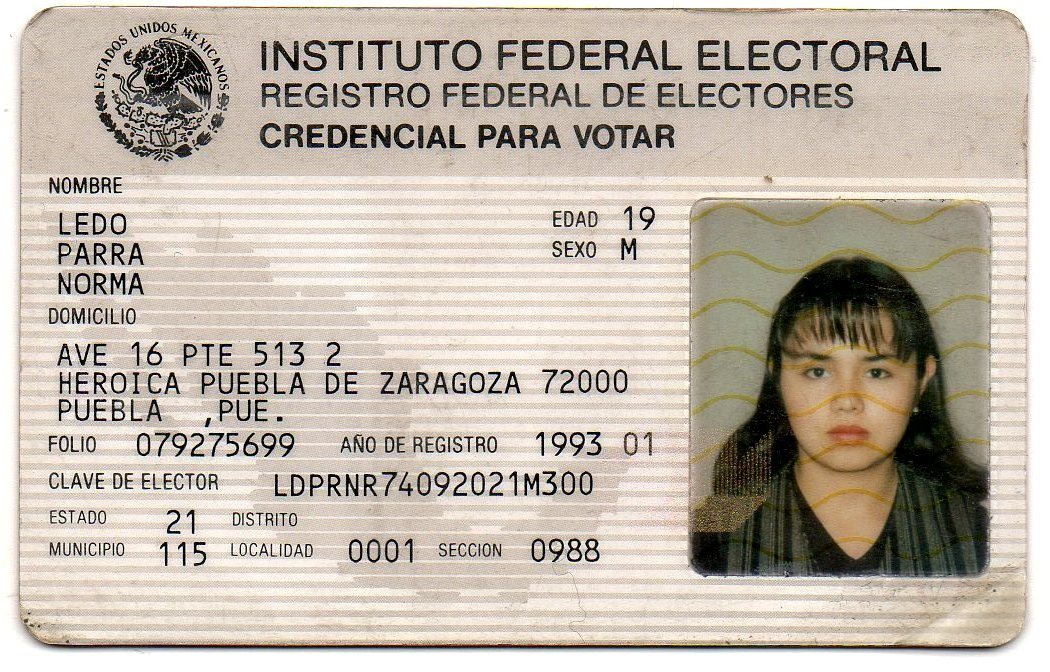 ESTADOS UNIDOS MEXICANOS
INSTITUTO FEDERAL ELECTORAL
REGISTRO FEDERAL DE ELECTORES
CREDENCIAL PARA VOTAR
NOMBRE
LEDO EDAD 19
PARRA SEXO M
NORMA
DOMICILIO
AVE 16 PTE 513 2
HEROICA PUEBLA DE ZARAGOZA 72000
PUEBLA ,PUE.
FOLIO 079275699 AÑO DE REGISTRO 1993 01
CLAVE DE ELECTOR LDPRNR74092021M300
ESTADO 21 DISTRITO
MUNICIPIO 115 LOCALIDAD 0001 SECCION 0988